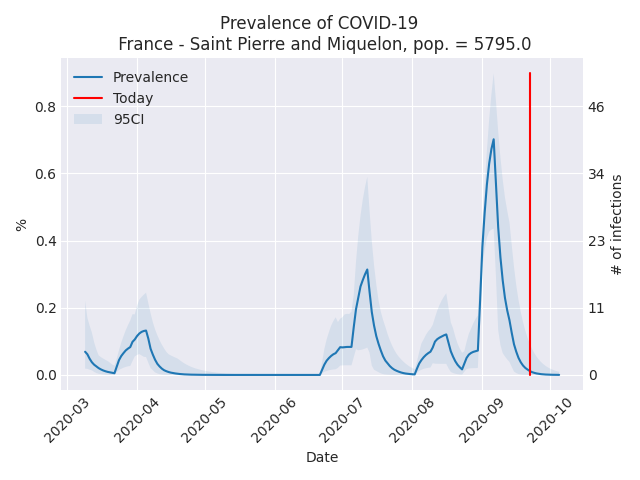 Prevalence of COVID-19
France - Saint Pierre and Miquelon, pop. = 5795.0
Prevalence
Today
95CI
0.8
0.6
0.4
0.2
0.0
%
46
34
23
11
0
# of infections
2020-03
2020-04
2020-05
2020-06
2020-07
2020-08
2020-09
2020-10
Date